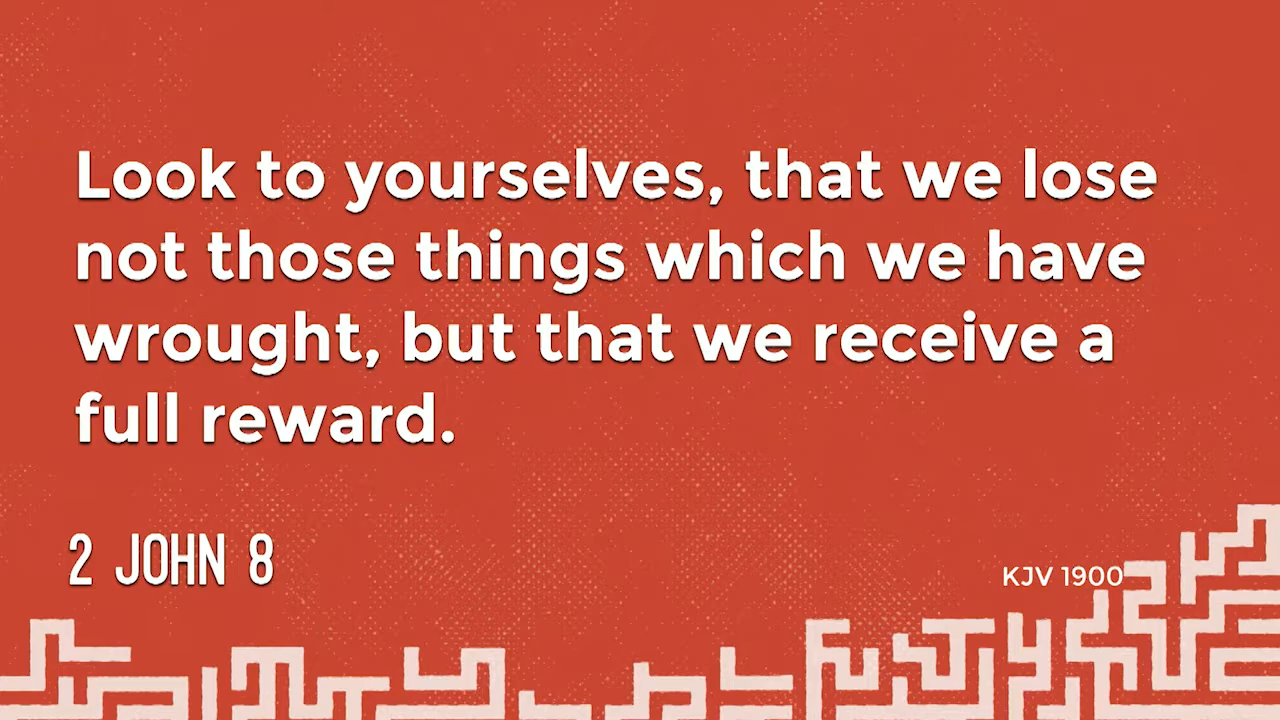 Look to yourselves, that we lose
not those things which we have
wrought, but that we receive a
full reward.
2 JOHN 8
KJV 1900